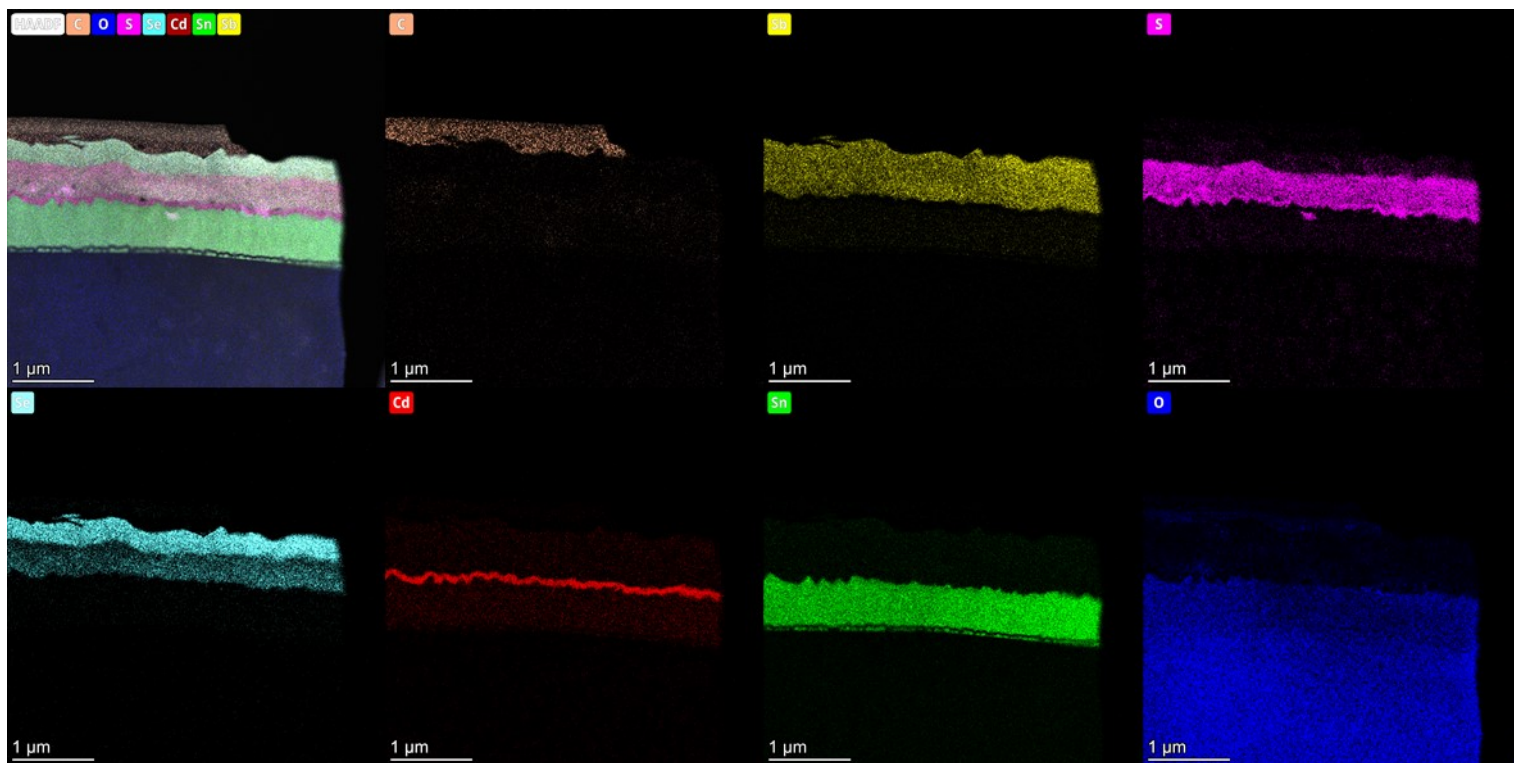 HAADF C O S Se Cd Sn Sb
C
Sb
S
1 µm
1 µm
1 µm
1 µm
Se
Cd
Sn
O
1 µm
1 µm
1 µm
1 µm